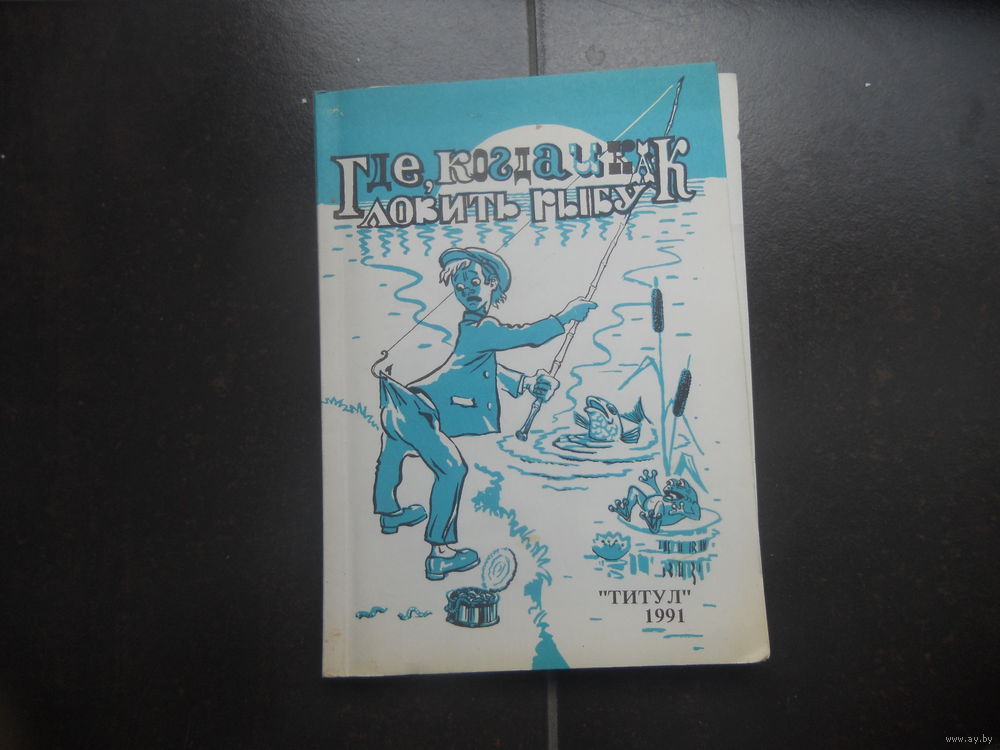 Где, когда и как
ловить рыбу
"ТИТУЛ"
1991
www.ay.by